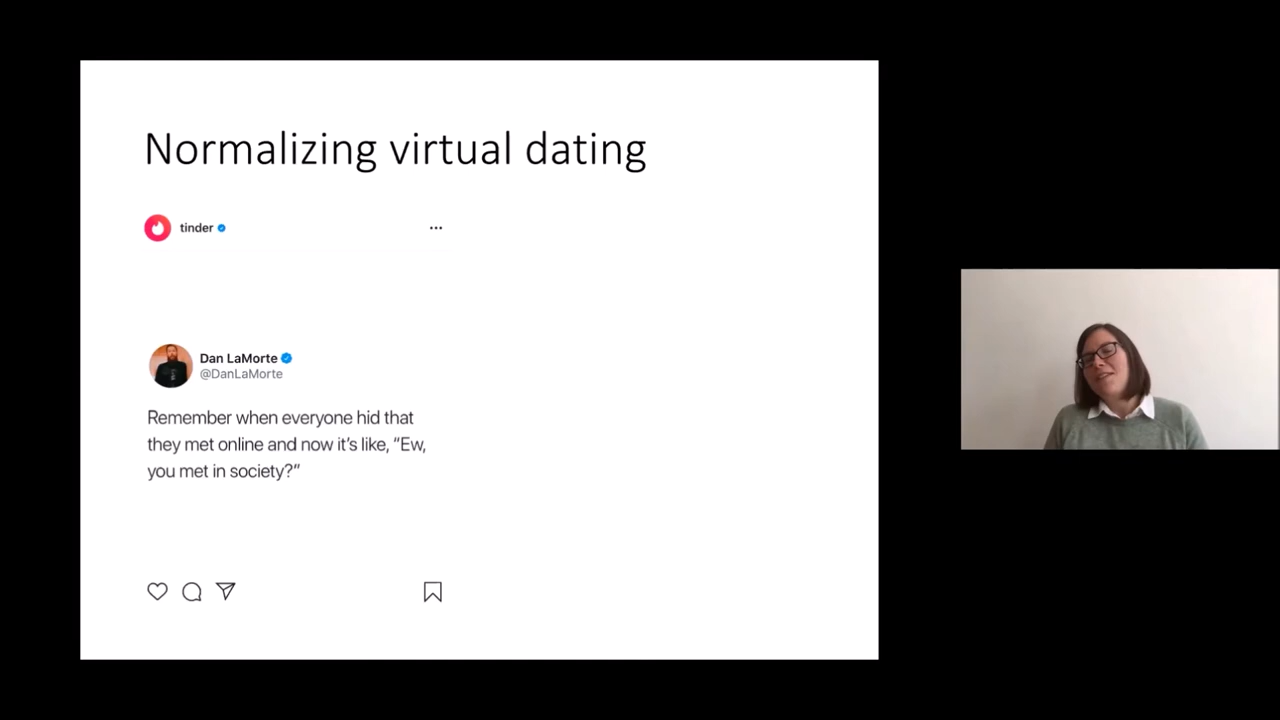 Normalizing virtual dating
tinder
Dan LaMorte
@DanLaMorte
Remember when everyone hid that
they met online and now it’s like, “Ew,
you met in society?”